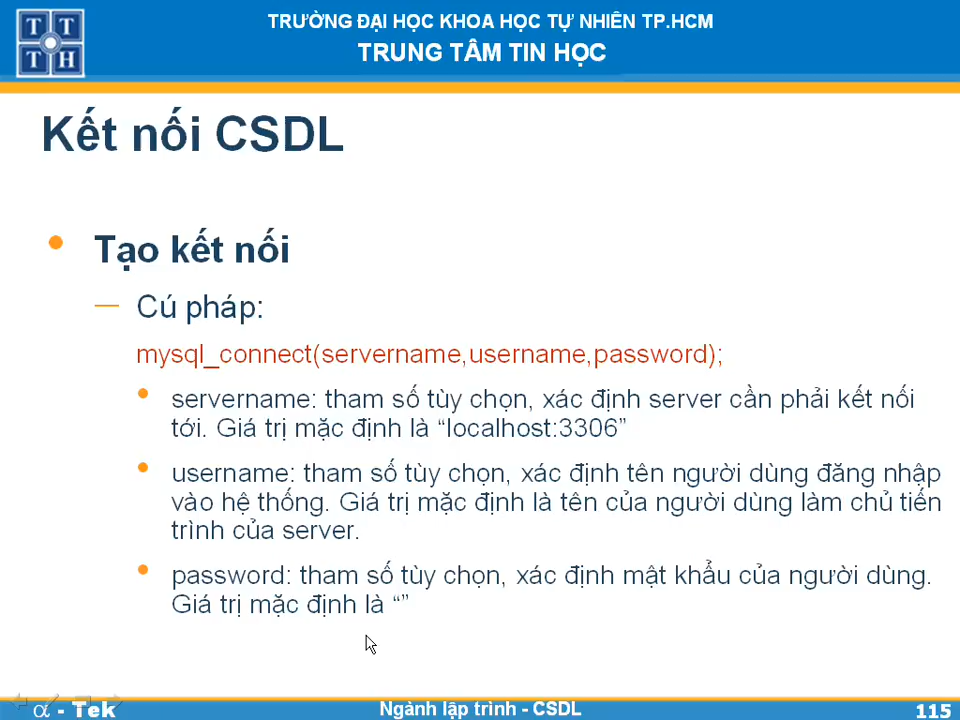 TRƯỜNG ĐẠI HỌC KHOA HỌC TỰ NHIÊN TP.HCM
TRUNG TÂM TIN HỌC
T T
T H
Kết nối CSDL
Tạo kết nối
Cú pháp:
mysql_connect(servername,username,password);
servername: tham số tùy chọn, xác định server cần phải kết nối
tới. Giá trị mặc định là “localhost:3306”
username: tham số tùy chọn, xác định tên người dùng đăng nhập
vào hệ thống. Giá trị mặc định là tên của người dùng làm chủ tiến
trình của server.
password: tham số tùy chọn, xác định mật khẩu của người dùng.
Giá trị mặc định là “”
α - Tek
Ngành lập trình - CSDL
115